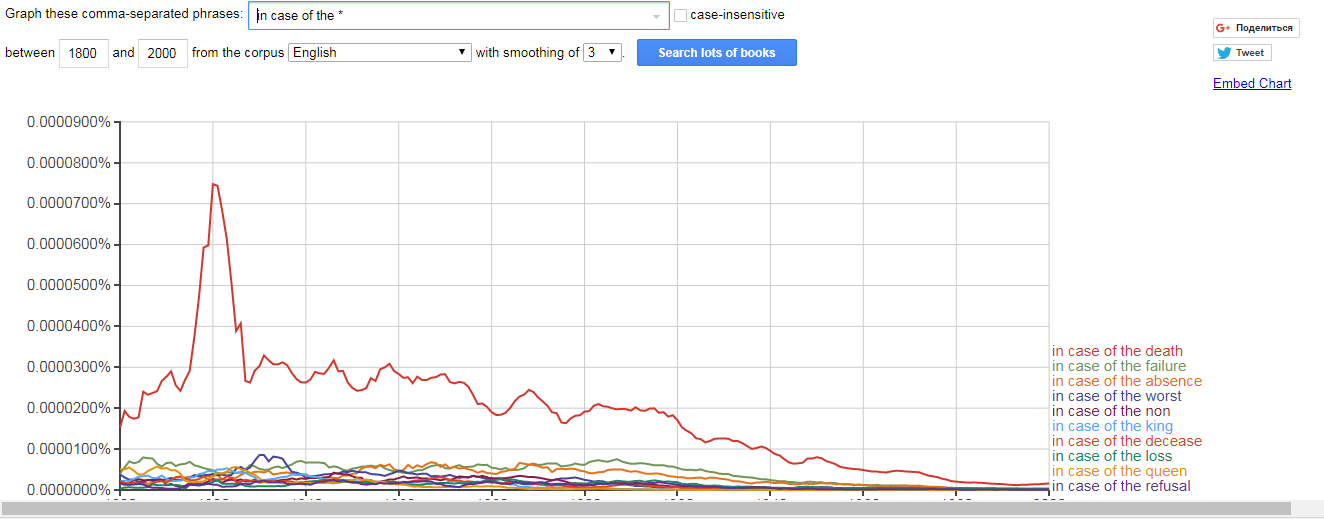 Graph these comma-separated phrases: in case of the * case-insensitive
between 1800 and 2000 from the corpus English with smoothing of 3 . Search lots of books
G+ Поделиться
Tweet
Embed Chart
0.0000900%
0.0000800%
0.0000700%
0.0000600%
0.0000500%
0.0000400%
0.0000300%
0.0000200%
0.0000100%
0.0000000%
in case of the death
in case of the failure
in case of the absence
in case of the worst
in case of the non
in case of the king
in case of the decease
in case of the loss
in case of the queen
in case of the refusal